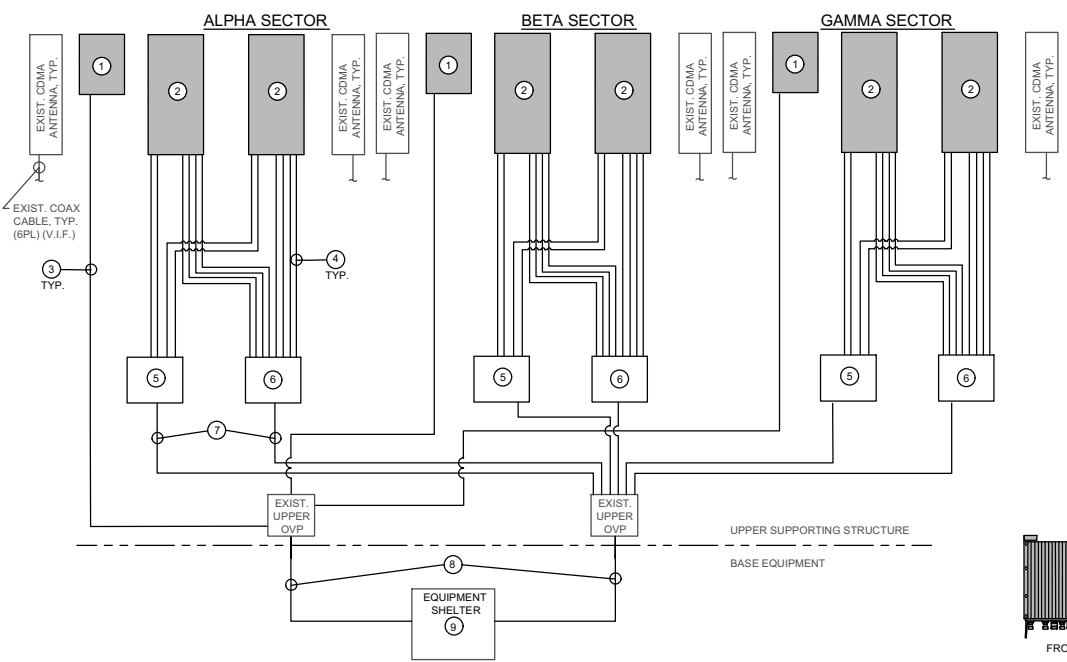 ALPHA SECTOR
BETA SECTOR
GAMMA SECTOR
EXIST. CDMA
ANTENNA, TYP.
1
2
2
EXIST. CDMA
ANTENNA, TYP.
EXIST. CDMA
ANTENNA, TYP.
1
2
2
EXIST. CDMA
ANTENNA, TYP.
EXIST. CDMA
ANTENNA, TYP.
1
2
2
EXIST. CDMA
ANTENNA, TYP.
EXIST. COAX
CABLE, TYP.
(6PL) (V.I.F.)
3
TYP.
4
TYP.
5
6
5
6
5
6
7
EXIST.
UPPER
OVP
EXIST.
UPPER
OVP
UPPER SUPPORTING STRUCTURE
BASE EQUIPMENT
8
EQUIPMENT
SHELTER
9
FRO